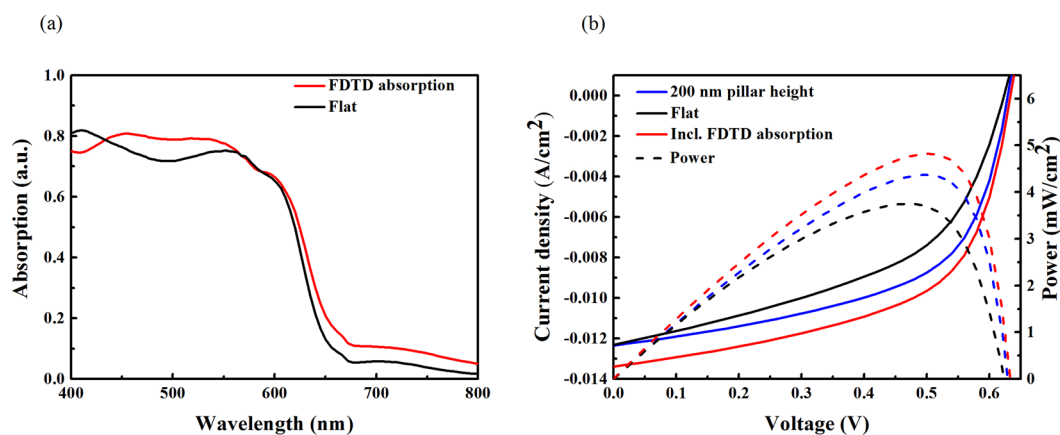 (a)
(b)
FDTD absorption
Flat
Absorption (a.u.)
1.0
0.8
0.6
0.4
0.2
0.0
400
500
600
700
800
Wavelength (nm)
200 nm pillar height
Flat
Incl. FDTD absorption
Power
Current density (A/cm²)
0.000
-0.002
-0.004
-0.006
-0.008
-0.010
-0.012
-0.014
0.0
0.1
0.2
0.3
0.4
0.5
0.6
Voltage (V)
6
5
4
3
2
1
0
Power (mW/cm²)